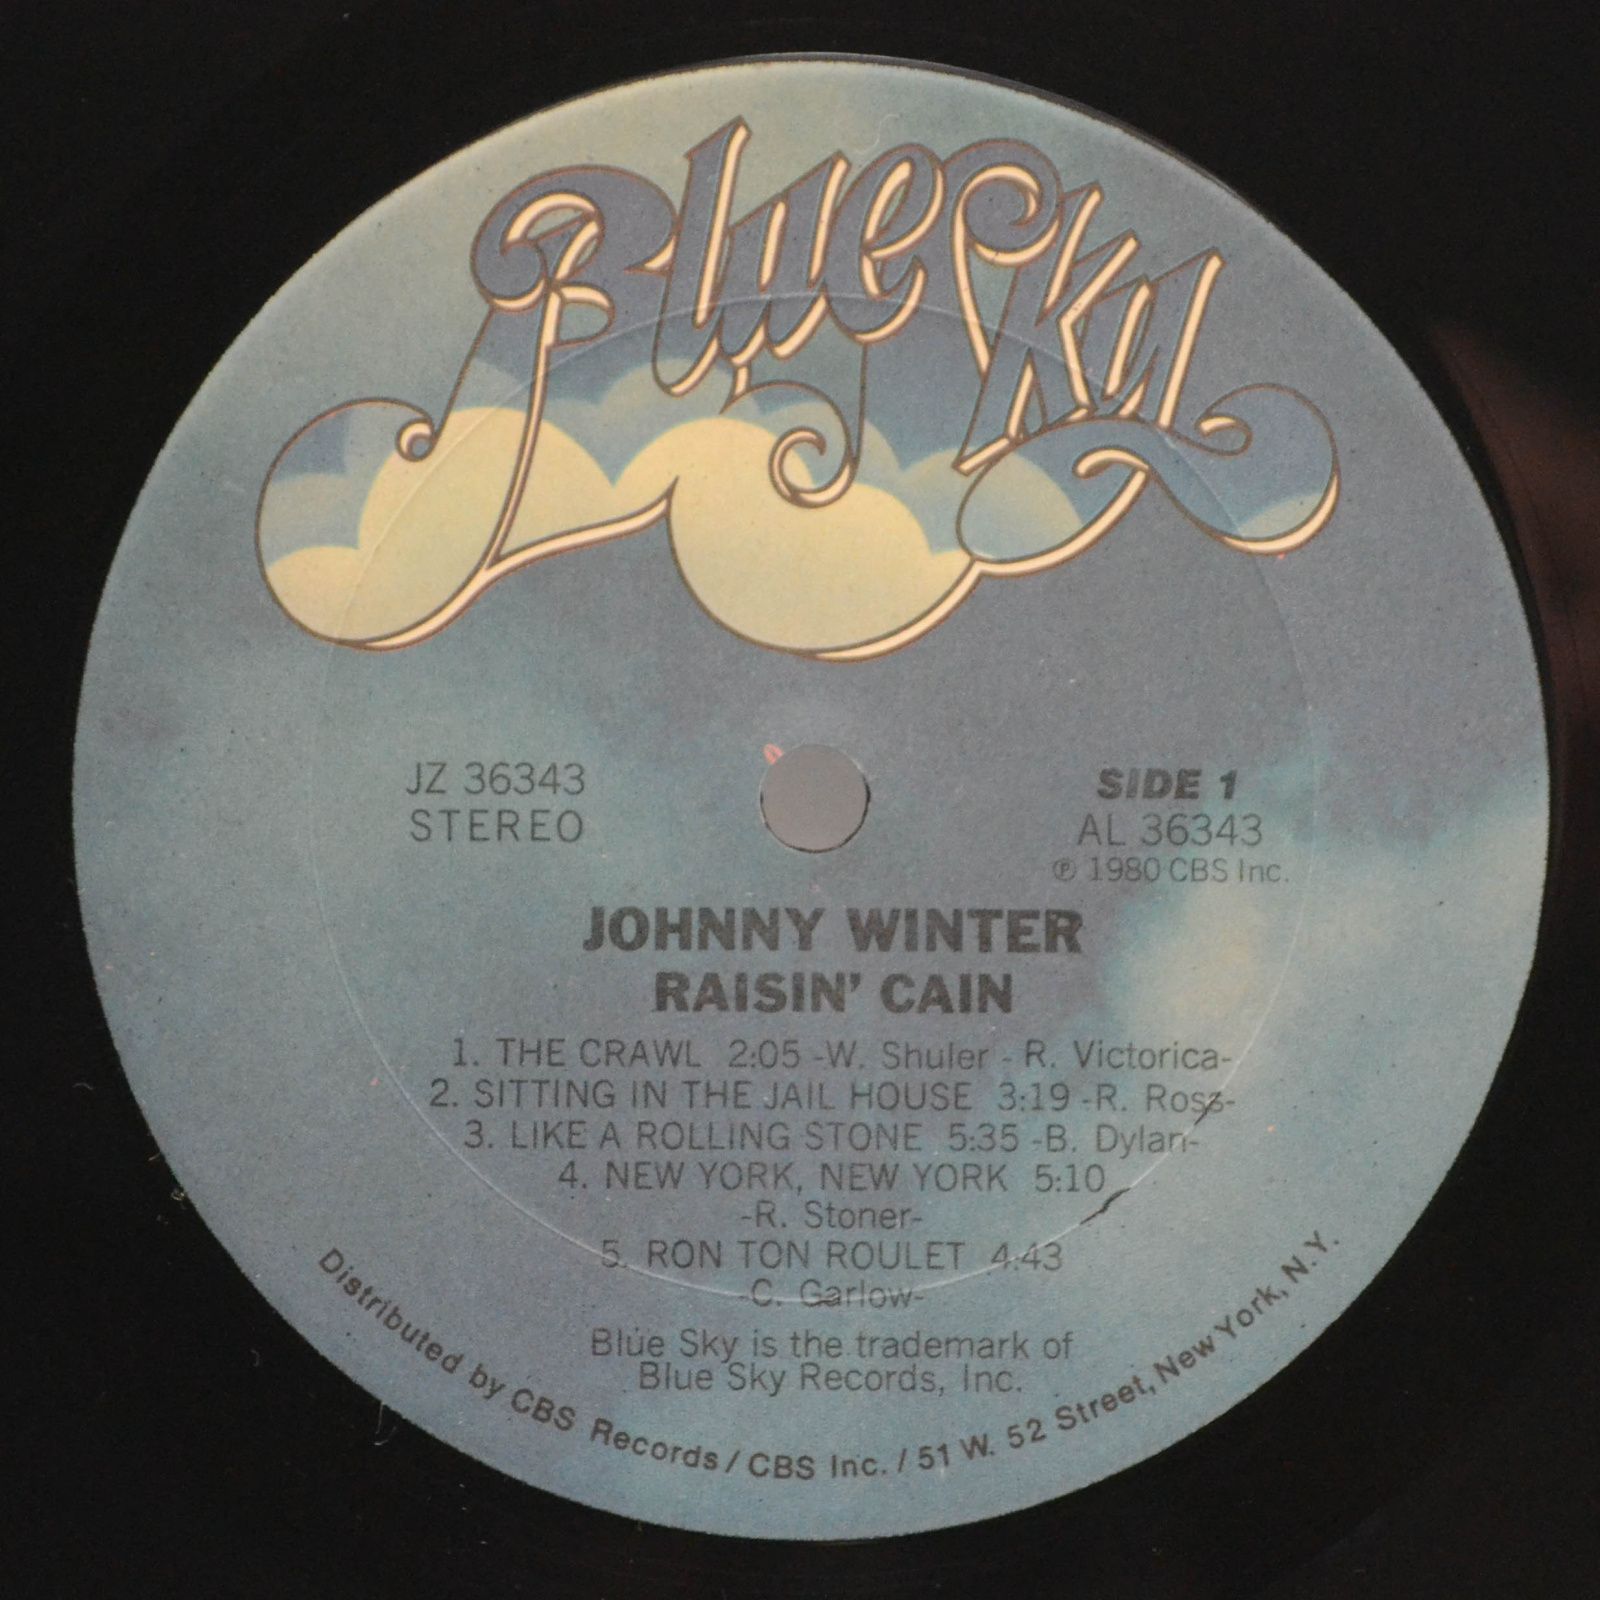 Blue Sky
JZ 36343
STEREO
SIDE 1
AL 36343
℗ 1980 CBS Inc.
JOHNNY WINTER
RAISIN' CAIN
1. THE CRAWL 2:05 -W. Shuler - R. Victorica-
2. SITTING IN THE JAIL HOUSE 3:19 -R. Ross-
3. LIKE A ROLLING STONE 5:35 -B. Dylan-
4. NEW YORK, NEW YORK 5:10
-R. Stoner-
5. RON TON ROULET 4:43
-C. Garlow-
Blue Sky is the trademark of
Blue Sky Records, Inc.
Distributed by CBS Records / CBS Inc. / 51 W. 52 Street, New York, N.Y.